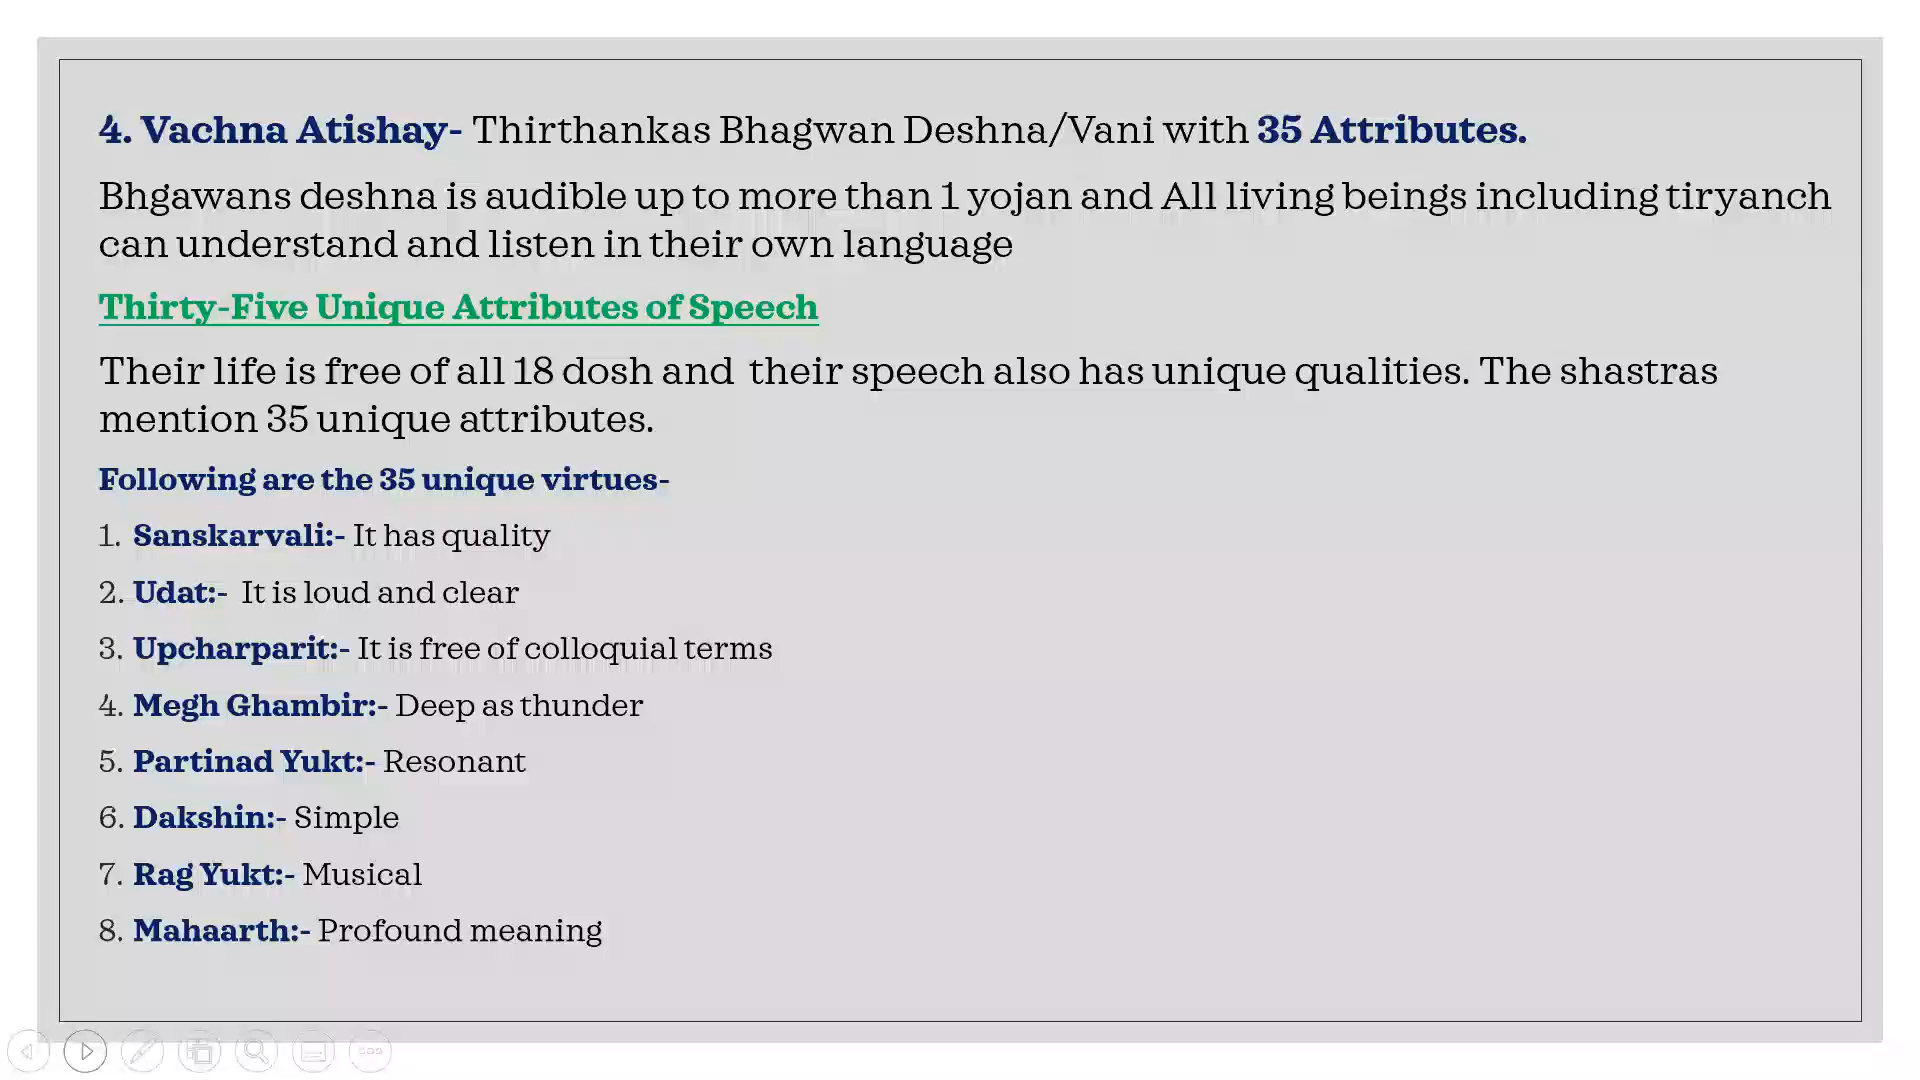 4. Vachna Atishay- Thirthankas Bhagwan Deshna/Vani with 35 Attributes.
Bhgawans deshna is audible up to more than 1 yojan and All living beings including tiryanch
can understand and listen in their own language
Thirty-Five Unique Attributes of Speech
Their life is free of all 18 dosh and  their speech also has unique qualities. The shastras
mention 35 unique attributes.
Following are the 35 unique virtues-
1. Sanskarvali:- It has quality
2. Udat:-  It is loud and clear
3. Upcharparit:- It is free of colloquial terms
4. Megh Ghambir:- Deep as thunder
5. Partinad Yukt:- Resonant
6. Dakshin:- Simple
7. Rag Yukt:- Musical
8. Mahaarth:- Profound meaning